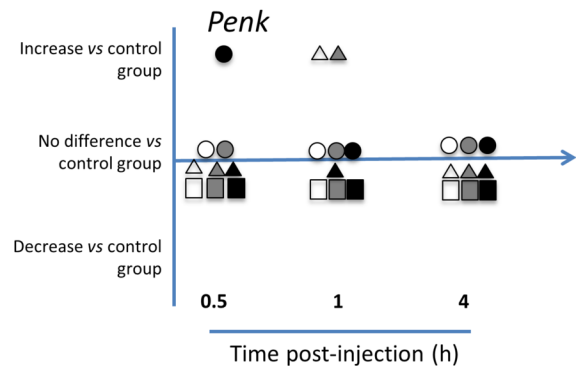 Penk
Increase vs control
group
No difference vs
control group
Decrease vs control
group
0.5 1 4
Time post-injection (h)